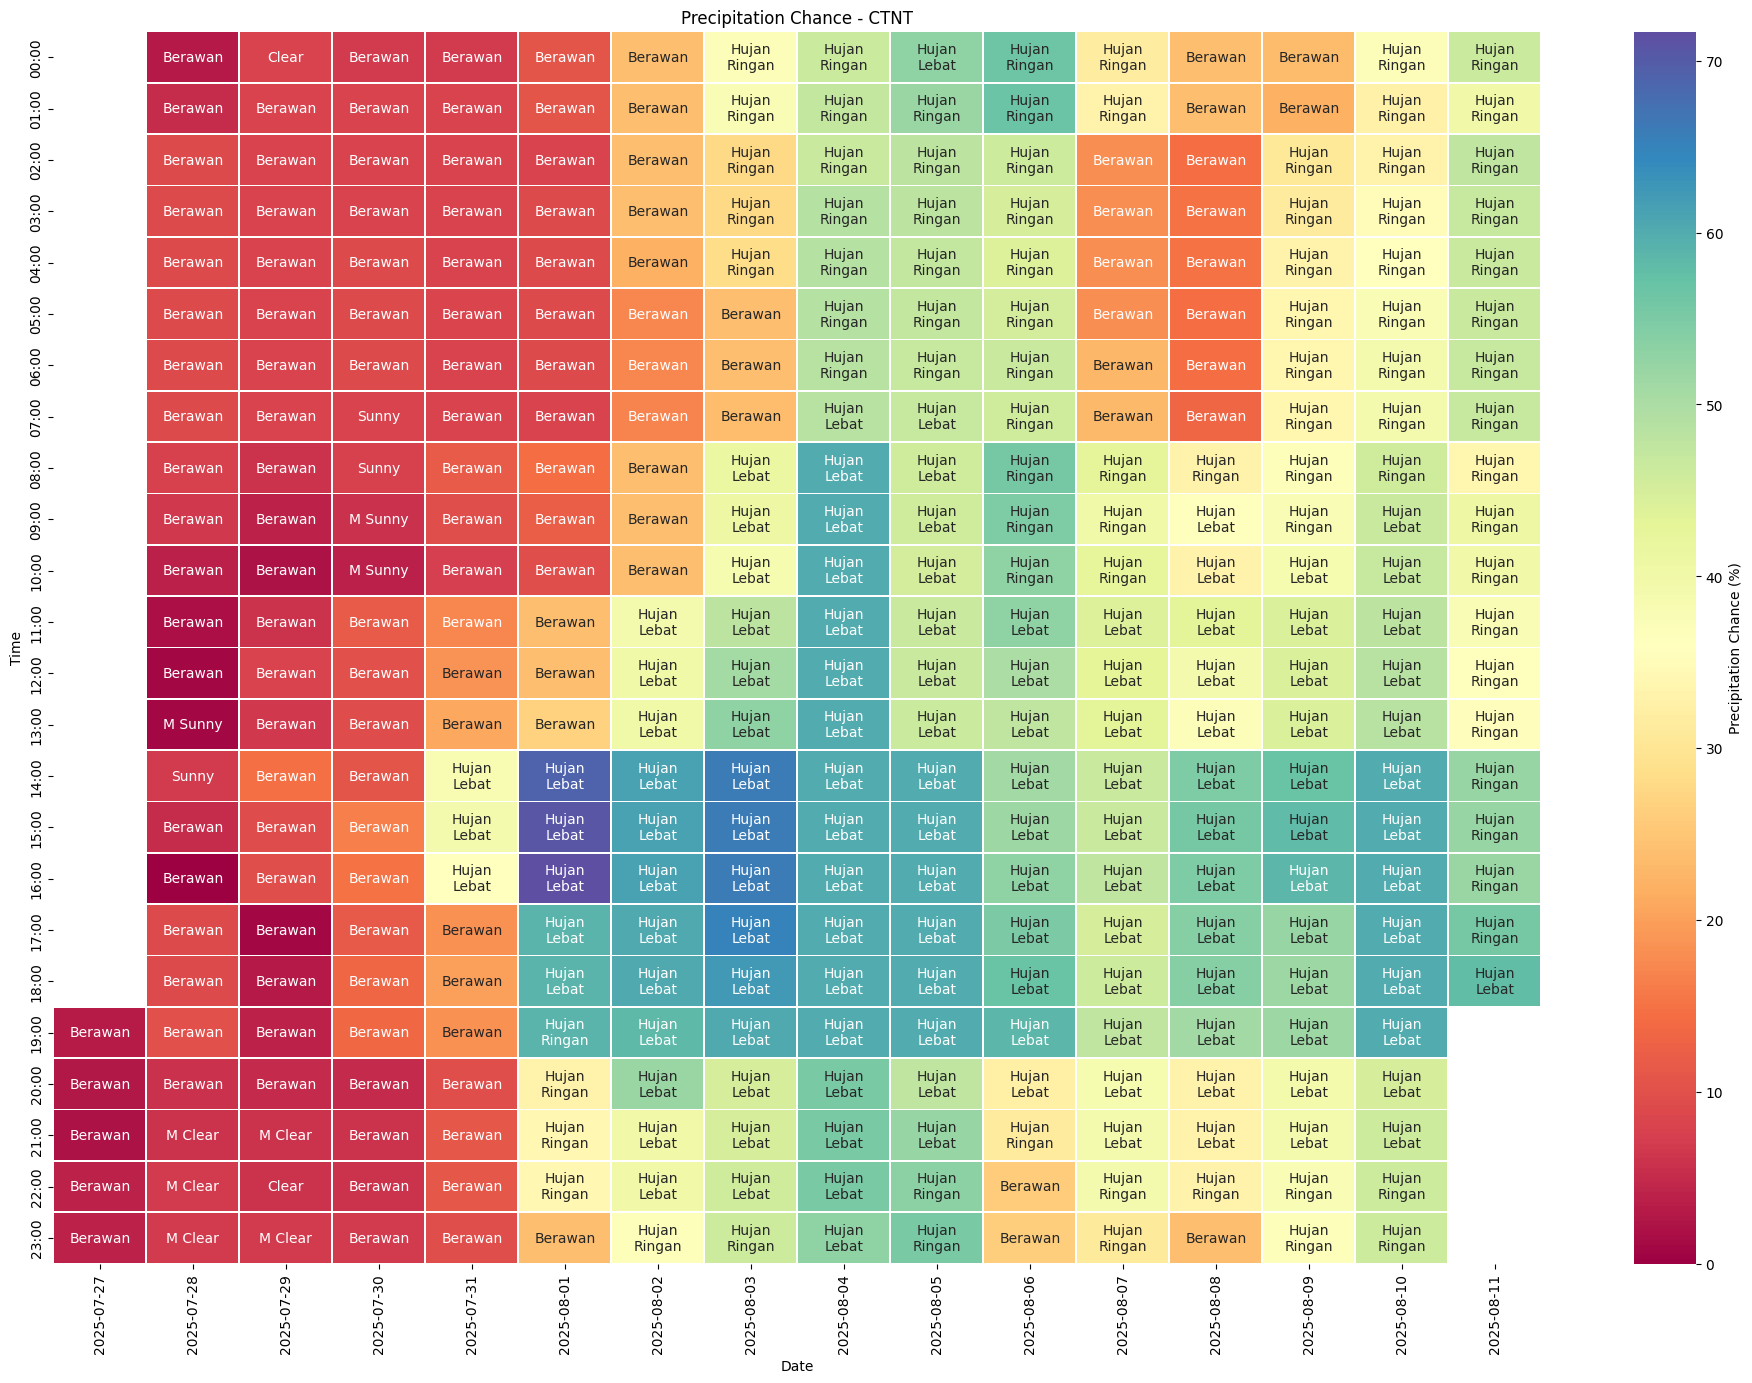 Precipitation Chance - CTNT
00:00 Berawan Clear Berawan Berawan Berawan Berawan Hujan Ringan Hujan Ringan Hujan Lebat Hujan Ringan Hujan Ringan Berawan Berawan Hujan Ringan Hujan Ringan
01:00 Berawan Berawan Berawan Berawan Berawan Berawan Hujan Ringan Hujan Ringan Hujan Ringan Hujan Ringan Hujan Ringan Berawan Berawan Hujan Ringan Hujan Ringan
02:00 Berawan Berawan Berawan Berawan Berawan Berawan Hujan Ringan Hujan Ringan Hujan Ringan Hujan Ringan Berawan Berawan Hujan Ringan Hujan Ringan Hujan Ringan
03:00 Berawan Berawan Berawan Berawan Berawan Berawan Hujan Ringan Hujan Ringan Hujan Ringan Hujan Ringan Berawan Berawan Hujan Ringan Hujan Ringan Hujan Ringan
04:00 Berawan Berawan Berawan Berawan Berawan Berawan Hujan Ringan Hujan Ringan Hujan Ringan Hujan Ringan Berawan Berawan Hujan Ringan Hujan Ringan Hujan Ringan
05:00 Berawan Berawan Berawan Berawan Berawan Berawan Berawan Hujan Ringan Hujan Ringan Hujan Ringan Berawan Berawan Hujan Ringan Hujan Ringan Hujan Ringan
06:00 Berawan Berawan Berawan Berawan Berawan Berawan Berawan Hujan Ringan Hujan Ringan Hujan Ringan Berawan Berawan Hujan Ringan Hujan Ringan Hujan Ringan
07:00 Berawan Berawan Sunny Berawan Berawan Berawan Berawan Hujan Lebat Hujan Lebat Hujan Ringan Berawan Berawan Hujan Ringan Hujan Ringan Hujan Ringan
08:00 Berawan Berawan Sunny Berawan Berawan Berawan Hujan Lebat Hujan Lebat Hujan Lebat Hujan Ringan Hujan Ringan Hujan Ringan Hujan Ringan Hujan Ringan Hujan Ringan
09:00 Berawan Berawan M Sunny Berawan Berawan Berawan Hujan Lebat Hujan Lebat Hujan Lebat Hujan Ringan Hujan Ringan Hujan Lebat Hujan Ringan Hujan Lebat Hujan Ringan
10:00 Berawan Berawan M Sunny Berawan Berawan Berawan Hujan Lebat Hujan Lebat Hujan Lebat Hujan Ringan Hujan Ringan Hujan Lebat Hujan Lebat Hujan Lebat Hujan Ringan
11:00 Berawan Berawan Berawan Berawan Berawan Hujan Lebat Hujan Lebat Hujan Lebat Hujan Lebat Hujan Lebat Hujan Lebat Hujan Lebat Hujan Lebat Hujan Lebat Hujan Ringan
12:00 Berawan Berawan Berawan Berawan Berawan Hujan Lebat Hujan Lebat Hujan Lebat Hujan Lebat Hujan Lebat Hujan Lebat Hujan Lebat Hujan Lebat Hujan Lebat Hujan Ringan
13:00 M Sunny Berawan Berawan Berawan Berawan Hujan Lebat Hujan Lebat Hujan Lebat Hujan Lebat Hujan Lebat Hujan Lebat Hujan Lebat Hujan Lebat Hujan Lebat Hujan Ringan
14:00 Sunny Berawan Berawan Hujan Lebat Hujan Lebat Hujan Lebat Hujan Lebat Hujan Lebat Hujan Lebat Hujan Lebat Hujan Lebat Hujan Lebat Hujan Lebat Hujan Lebat Hujan Ringan
15:00 Berawan Berawan Berawan Hujan Lebat Hujan Lebat Hujan Lebat Hujan Lebat Hujan Lebat Hujan Lebat Hujan Lebat Hujan Lebat Hujan Lebat Hujan Lebat Hujan Lebat Hujan Ringan
16:00 Berawan Berawan Berawan Hujan Lebat Hujan Lebat Hujan Lebat Hujan Lebat Hujan Lebat Hujan Lebat Hujan Lebat Hujan Lebat Hujan Lebat Hujan Lebat Hujan Lebat Hujan Ringan
17:00 Berawan Berawan Berawan Berawan Hujan Lebat Hujan Lebat Hujan Lebat Hujan Lebat Hujan Lebat Hujan Lebat Hujan Lebat Hujan Lebat Hujan Lebat Hujan Lebat Hujan Ringan
18:00 Berawan Berawan Berawan Berawan Hujan Lebat Hujan Lebat Hujan Lebat Hujan Lebat Hujan Lebat Hujan Lebat Hujan Lebat Hujan Lebat Hujan Lebat Hujan Lebat Hujan Lebat
19:00 Berawan Berawan Berawan Berawan Berawan Hujan Ringan Hujan Lebat Hujan Lebat Hujan Lebat Hujan Lebat Hujan Lebat Hujan Lebat Hujan Lebat Hujan Lebat Hujan Lebat
20:00 Berawan Berawan Berawan Berawan Berawan Hujan Ringan Hujan Lebat Hujan Lebat Hujan Lebat Hujan Lebat Hujan Lebat Hujan Lebat Hujan Lebat Hujan Lebat Hujan Lebat
21:00 Berawan M Clear M Clear Berawan Berawan Hujan Ringan Hujan Lebat Hujan Lebat Hujan Lebat Hujan Lebat Hujan Ringan Hujan Lebat Hujan Lebat Hujan Lebat Hujan Lebat
22:00 Berawan M Clear Clear Berawan Berawan Hujan Ringan Hujan Lebat Hujan Lebat Hujan Lebat Hujan Ringan Berawan Hujan Ringan Hujan Ringan Hujan Ringan Hujan Ringan
23:00 Berawan M Clear M Clear Berawan Berawan Berawan Hujan Ringan Hujan Ringan Hujan Lebat Hujan Ringan Berawan Hujan Ringan Berawan Hujan Ringan Hujan Ringan
Time
2025-07-27 2025-07-28 2025-07-29 2025-07-30 2025-07-31 2025-08-01 2025-08-02 2025-08-03 2025-08-04 2025-08-05 2025-08-06 2025-08-07 2025-08-08 2025-08-09 2025-08-10 2025-08-11
Date
70
60
50
40
30
20
10
0
Precipitation Chance (%)